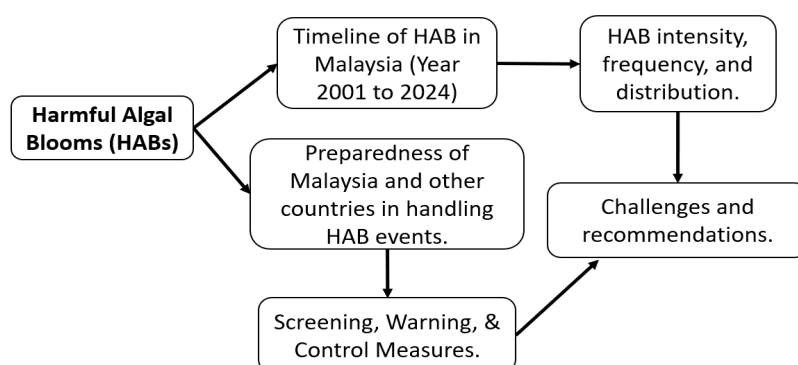 Harmful Algal
Blooms (HABs)
Timeline of HAB in
Malaysia (Year
2001 to 2024)
HAB intensity,
frequency, and
distribution.
Preparedness of
Malaysia and other
countries in handling
HAB events.
Challenges and
recommendations.
Screening, Warning, &
Control Measures.